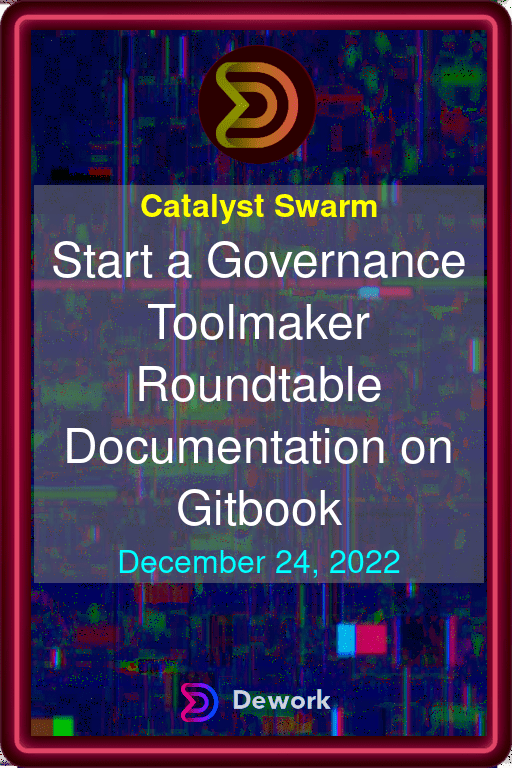 Catalyst Swarm
Start a Governance
Toolmaker
Roundtable
Documentation on
Gitbook
December 24, 2022
Dework